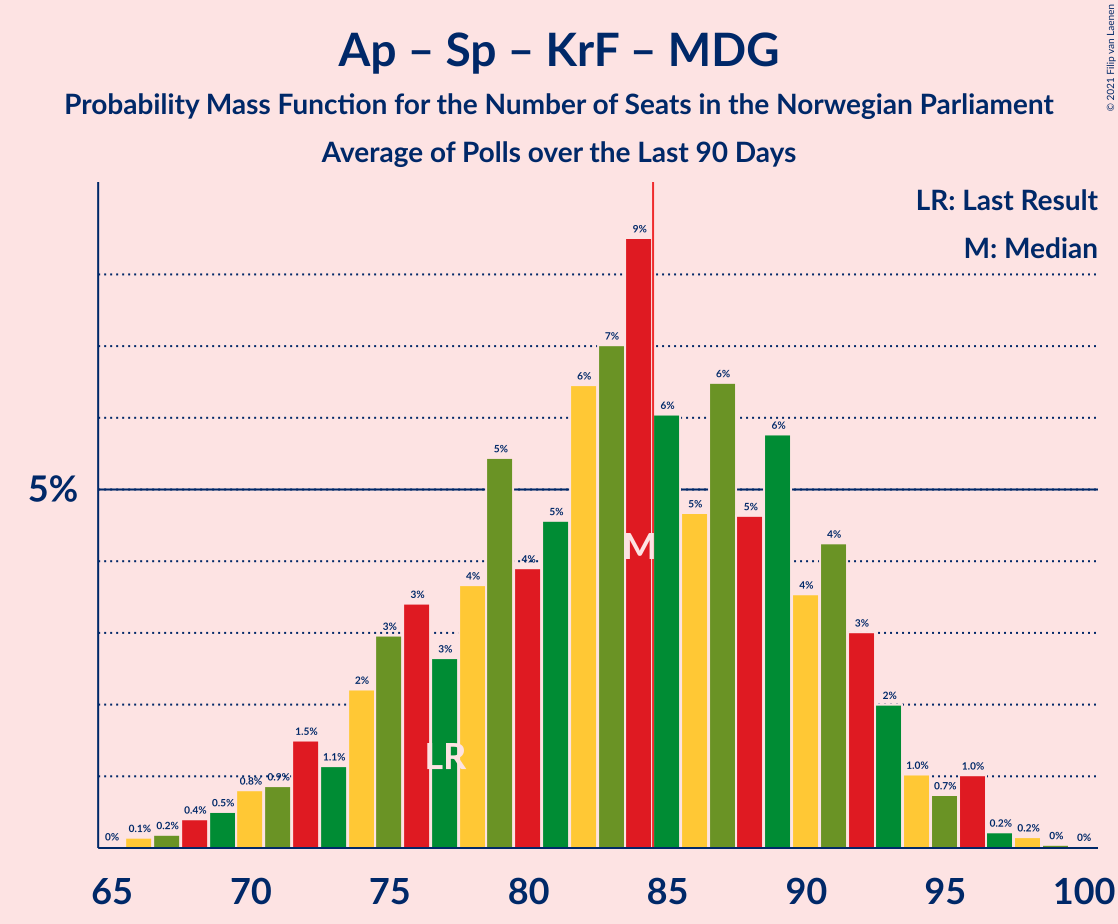 Ap – Sp – KrF – MDG
Probability Mass Function for the Number of Seats in the Norwegian Parliament
Average of Polls over the Last 90 Days
© 2021 Filip van Laenen
LR: Last Result
M: Median
5%
0% 0.1% 0.2% 0.4% 0.5% 0.8% 0.9% 1.5% 1.1% 2% 3% 3% 3% 4% 5% 4% 5% 6% 7% 9% 6% 5% 6% 5% 6% 4% 4% 3% 2% 1.0% 0.7% 1.0% 0.2% 0.2% 0% 0%
M
LR
65 70 75 80 85 90 95 100